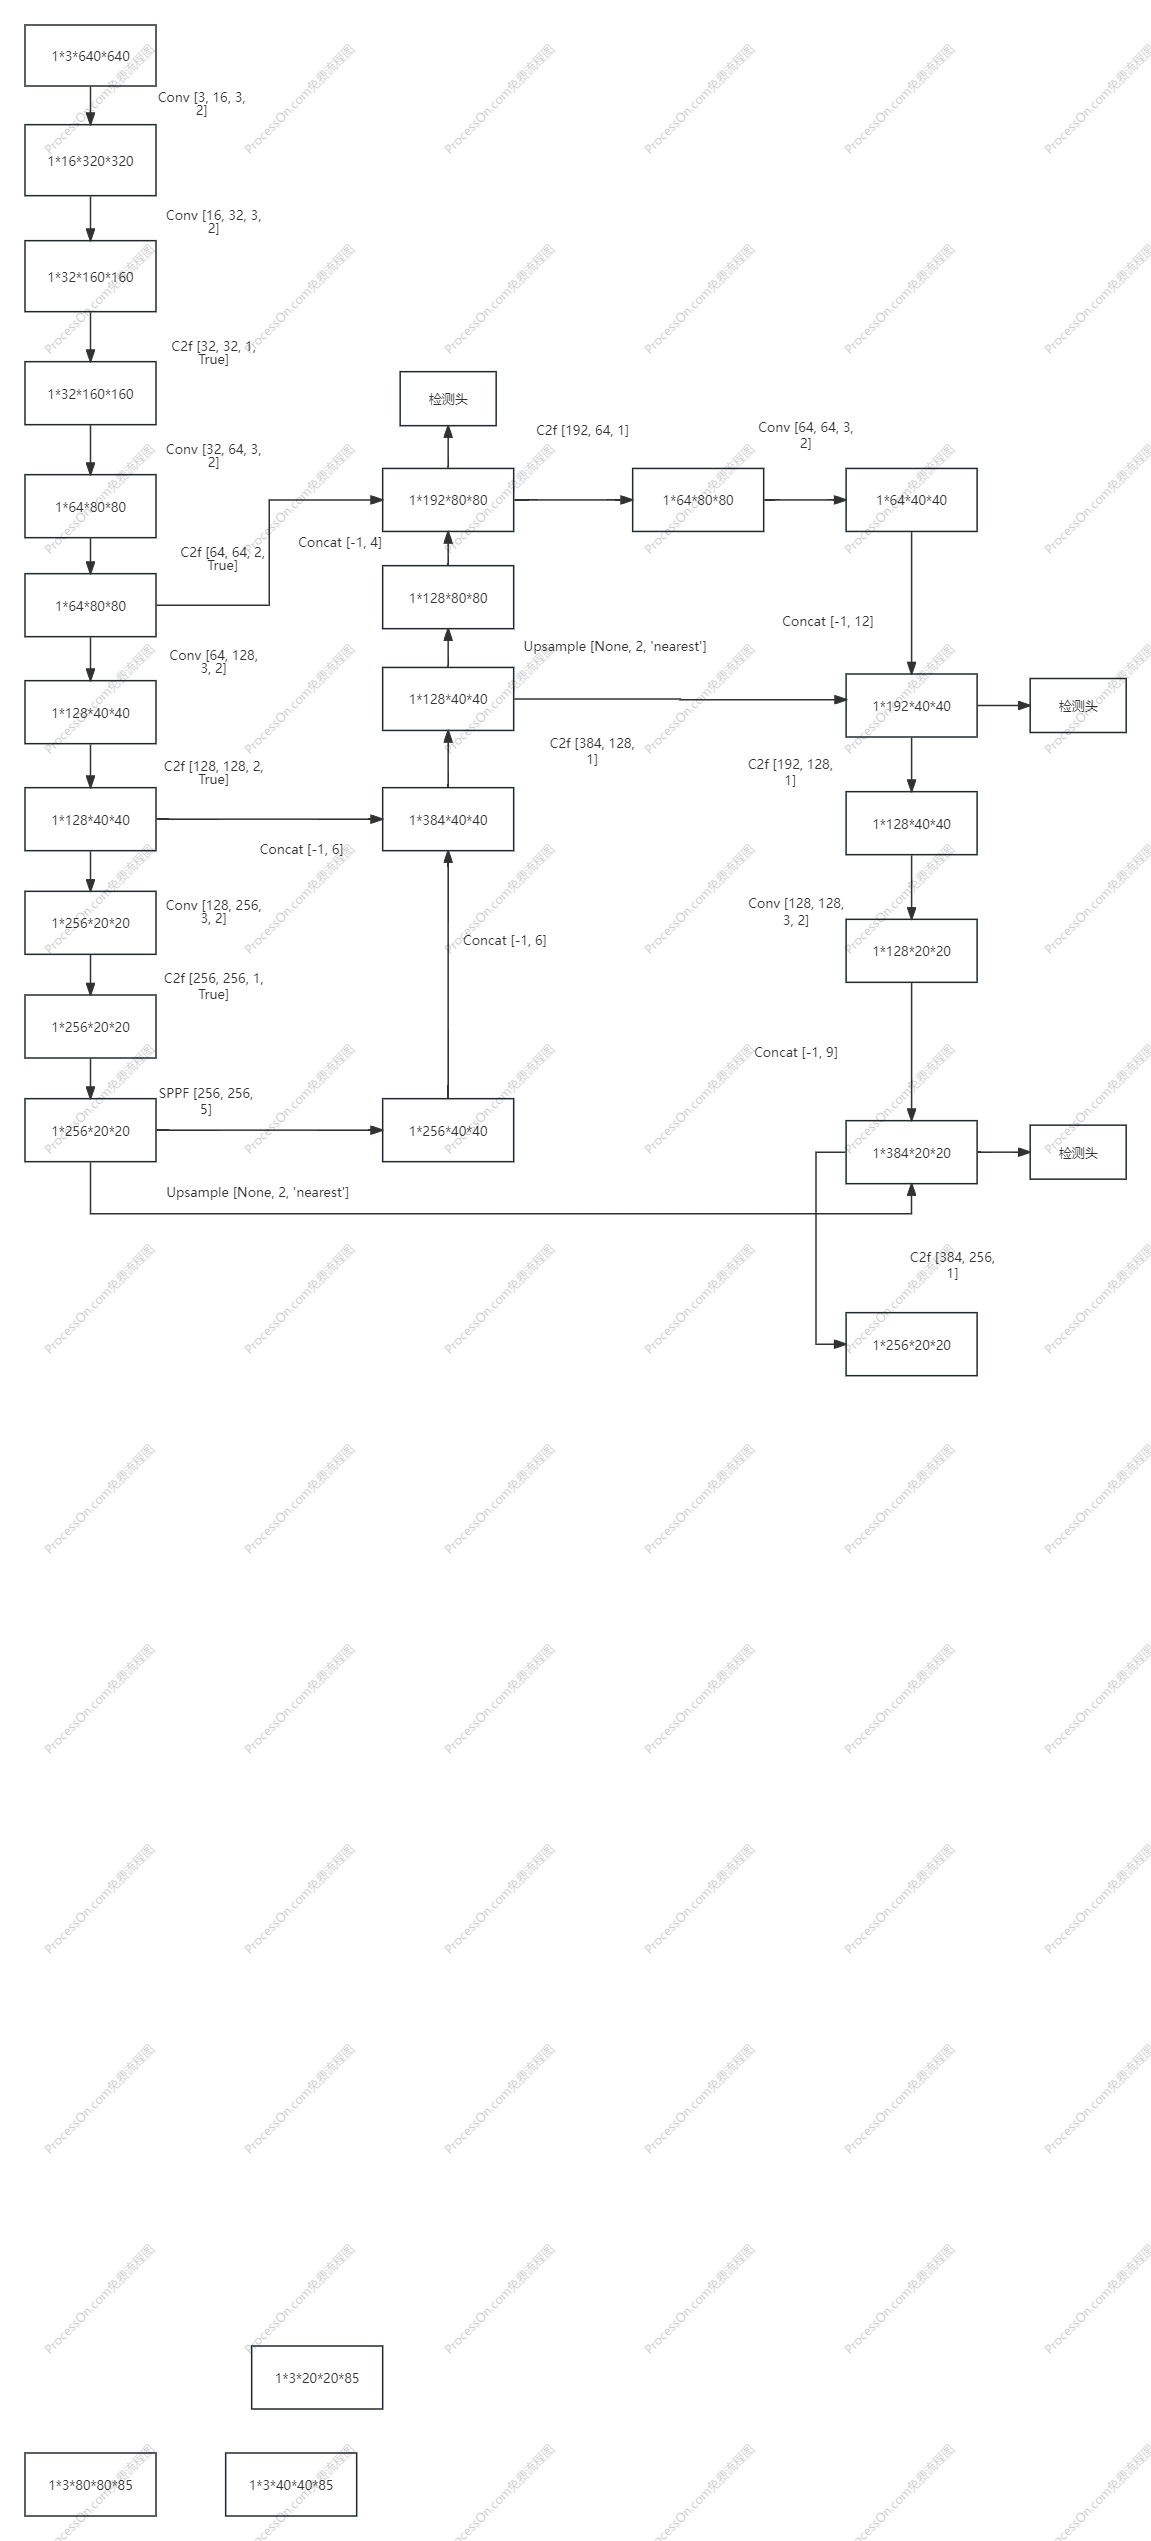 1*3*640*640
Conv [3, 16, 3,
2]
1*16*320*320
Conv [16, 32, 3,
2]
1*32*160*160
C2f [32, 32, 1,
True]
1*32*160*160
Conv [32, 64, 3,
2]
1*64*80*80
C2f [64, 64, 2,
True]
1*64*80*80
Conv [64, 128,
3, 2]
1*128*40*40
C2f [128, 128, 2,
True]
1*128*40*40
Concat [-1, 6]
Conv [128, 256,
3, 2]
1*256*20*20
C2f [256, 256, 1,
True]
1*256*20*20
SPPF [256, 256,
5]
1*256*20*20
Upsample [None, 2, 'nearest']
检测头
1*192*80*80
Concat [-1, 4]
1*128*80*80
Upsample [None, 2, 'nearest']
1*128*40*40
C2f [384, 128,
1]
1*384*40*40
Concat [-1, 6]
1*256*40*40
C2f [192, 64, 1]
1*64*80*80
Conv [64, 64, 3,
2]
1*64*40*40
Concat [-1, 12]
1*192*40*40
检测头
C2f [192, 128,
1]
1*128*40*40
Conv [128, 128,
3, 2]
1*128*20*20
Concat [-1, 9]
1*384*20*20
检测头
C2f [384, 256,
1]
1*256*20*20
1*3*20*20*85
1*3*80*80*85
1*3*40*40*85
ProcessOn.com免费流程图